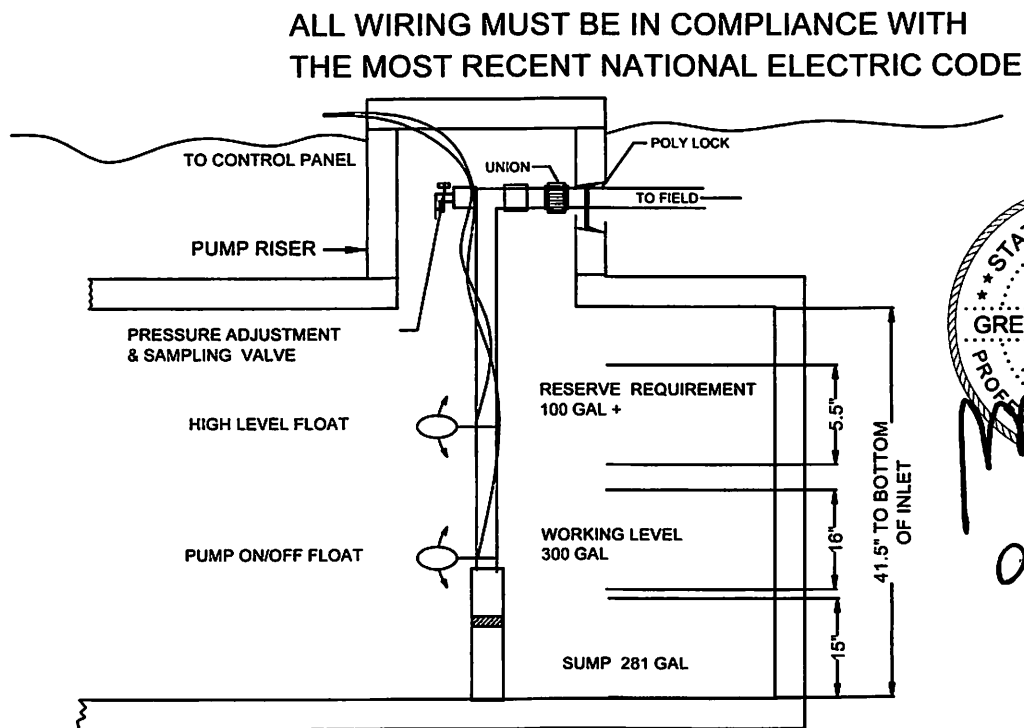 ALL WIRING MUST BE IN COMPLIANCE WITH
THE MOST RECENT NATIONAL ELECTRIC CODE
TO CONTROL PANEL
UNION
POLY LOCK
TO FIELD
PUMP RISER
PRESSURE ADJUSTMENT
& SAMPLING VALVE
RESERVE REQUIREMENT
100 GAL +
5.5"
HIGH LEVEL FLOAT
WORKING LEVEL
300 GAL
16"
41.5" TO BOTTOM
OF INLET
PUMP ON/OFF FLOAT
SUMP 281 GAL
15"